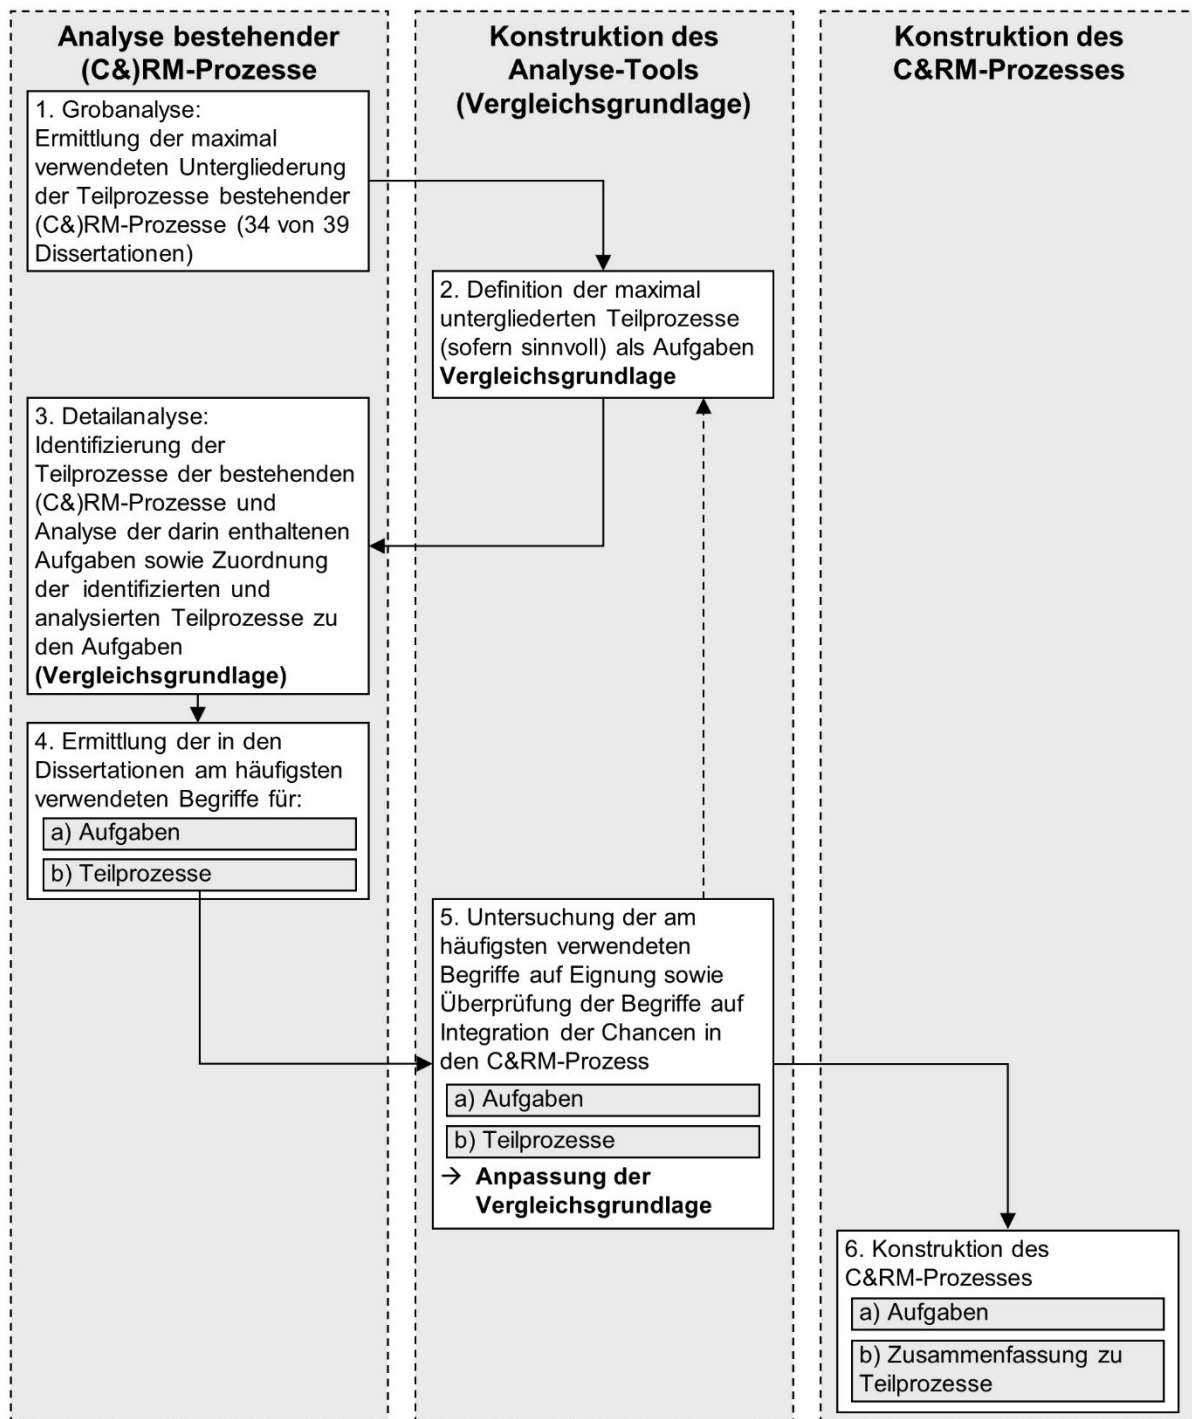 Analyse bestehender
(C&)RM-Prozesse
Konstruktion des
Analyse-Tools
(Vergleichsgrundlage)
Konstruktion des
C&RM-Prozesses
1. Grobanalyse:
Ermittlung der maximal
verwendeten Untergliederung
der Teilprozesse bestehender
(C&)RM-Prozesse (34 von 39
Dissertationen)
2. Definition der maximal
untergliederten Teilprozesse
(sofern sinnvoll) als Aufgaben
Vergleichsgrundlage
3. Detailanalyse:
Identifizierung der
Teilprozesse der bestehenden
(C&)RM-Prozesse und
Analyse der darin enthaltenen
Aufgaben sowie Zuordnung
der identifizierten und
analysierten Teilprozesse zu
den Aufgaben
(Vergleichsgrundlage)
4. Ermittlung der in den
Dissertationen am häufigsten
verwendeten Begriffe für:
a) Aufgaben
b) Teilprozesse
5. Untersuchung der am
häufigsten verwendeten
Begriffe auf Eignung sowie
Überprüfung der Begriffe auf
Integration der Chancen in
den C&RM-Prozess
a) Aufgaben
b) Teilprozesse
→ Anpassung der
Vergleichsgrundlage
6. Konstruktion des
C&RM-Prozesses
a) Aufgaben
b) Zusammenfassung zu
Teilprozesse